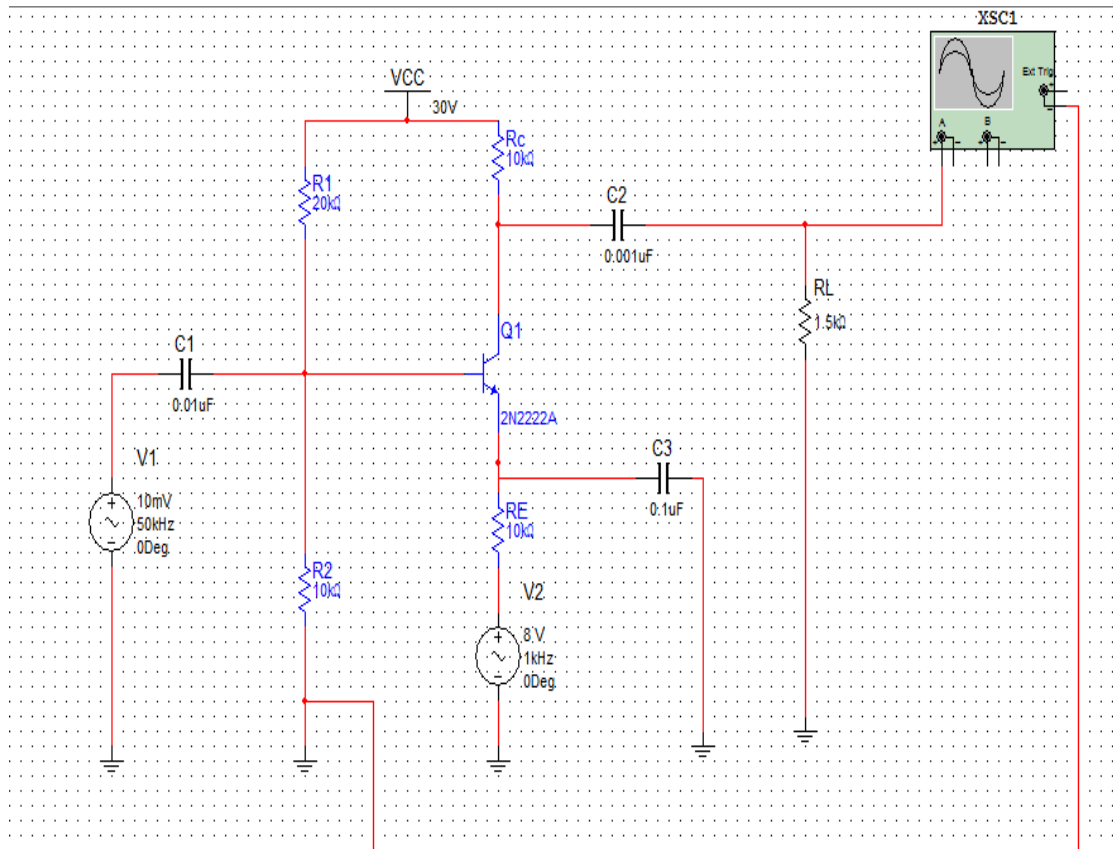 XSC1
Ext Trig
+
−
A
B
+ −
+ −
VCC
30V
Rc
10kΩ
R1
20kΩ
C2
0.001uF
RL
1.5kΩ
Q1
2N2222A
C1
0.01uF
V1
10mV
50kHz
0Deg
C3
0.1uF
RE
10kΩ
R2
10kΩ
V2
8 V
1kHz
0Deg